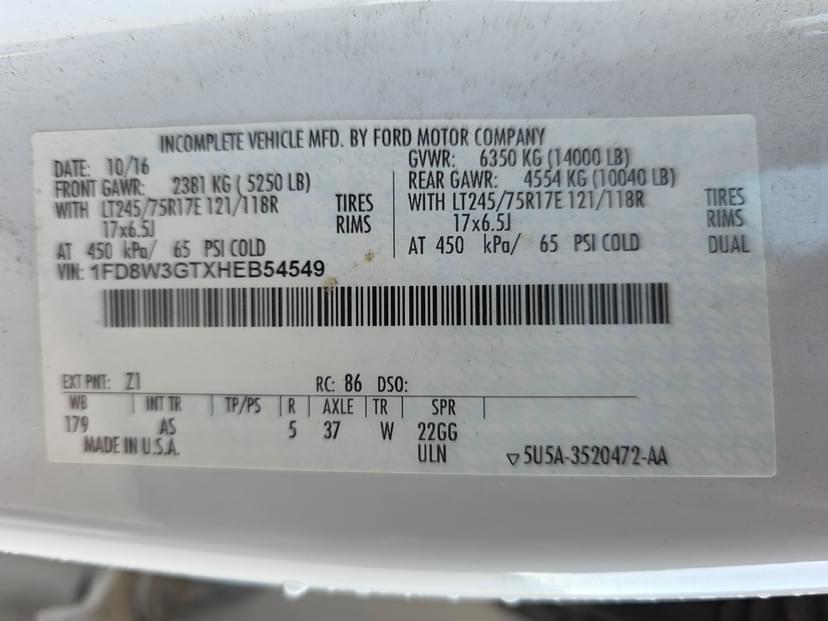 INCOMPLETE VEHICLE MFD. BY FORD MOTOR COMPANY
DATE: 10/16 GVWR: 6350 KG (14000 LB)
FRONT GAWR: 2381 KG ( 5250 LB) REAR GAWR: 4554 KG (10040 LB)
WITH LT245/75R17E 121/118R TIRES WITH LT245/75R17E 121/118R TIRES
17x6.5J RIMS 17x6.5J RIMS
AT 450 kPa/ 65 PSI COLD AT 450 kPa/ 65 PSI COLD DUAL
VIN: 1FD8W3GTXHEB54549
EXT PNT: Z1 RC: 86 DSO:
WB INT TR TP/PS R AXLE TR SPR
179 AS 5 37 W 22GG
MADE IN U.S.A. ULN ▽5U5A-3520472-AA